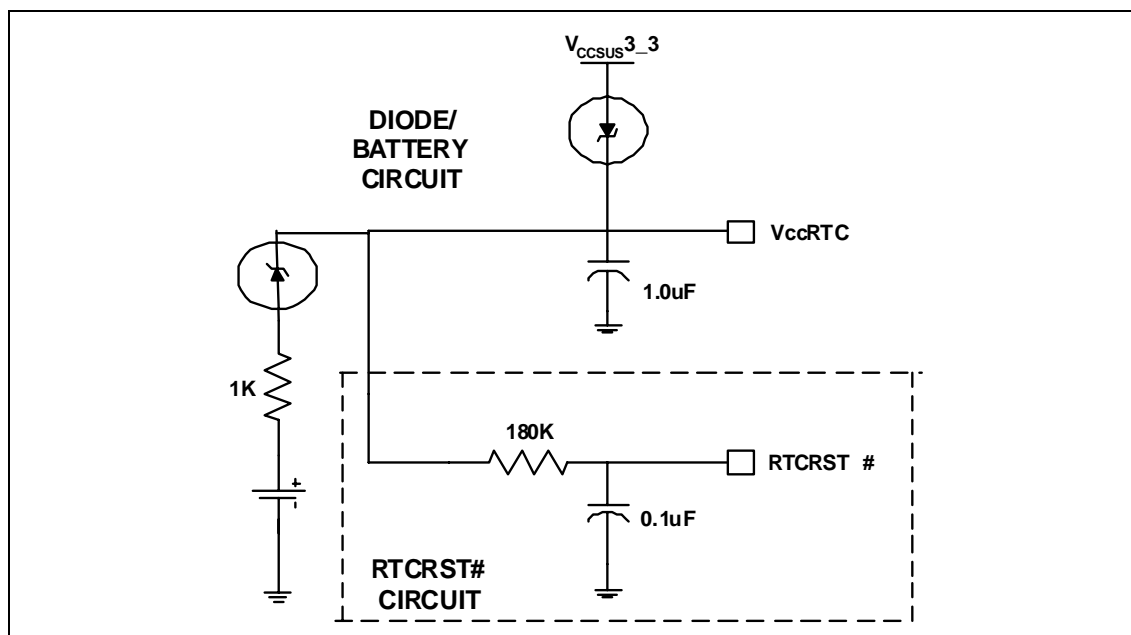 VCCSUS3_3
DIODE/
BATTERY
CIRCUIT
VccRTC
1.0uF
1K
180K
RTCRST #
+
-
0.1uF
RTCRST#
CIRCUIT